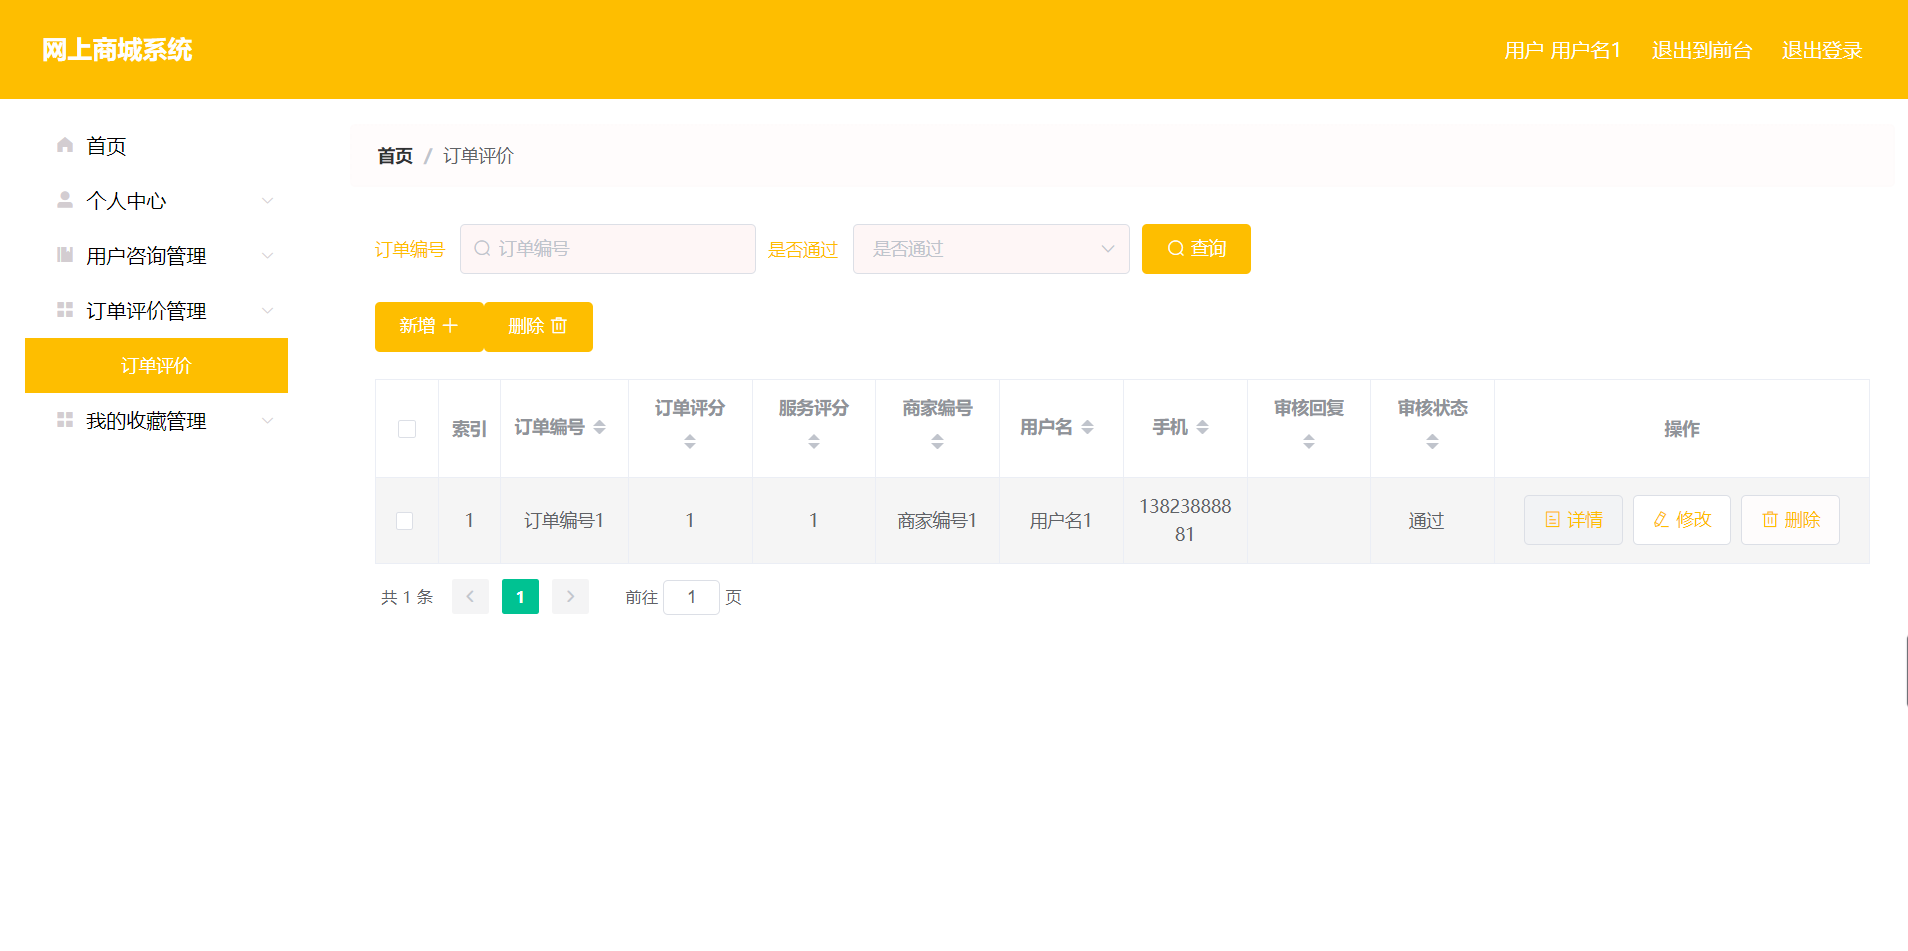 网上商城系统
用户 用户名1 退出到前台 退出登录
首页
个人中心
用户咨询管理
订单评价管理
订单评价
我的收藏管理
首页 / 订单评价
订单编号 订单编号 是否通过 是否通过 查询
新增 删除
索引 订单编号 订单评分 服务评分 商家编号 用户名 手机 审核回复 审核状态 操作
1 订单编号1 1 1 商家编号1 用户名1 138238888 通过 详情 修改 删除
81
共 1 条 1 前往 1 页